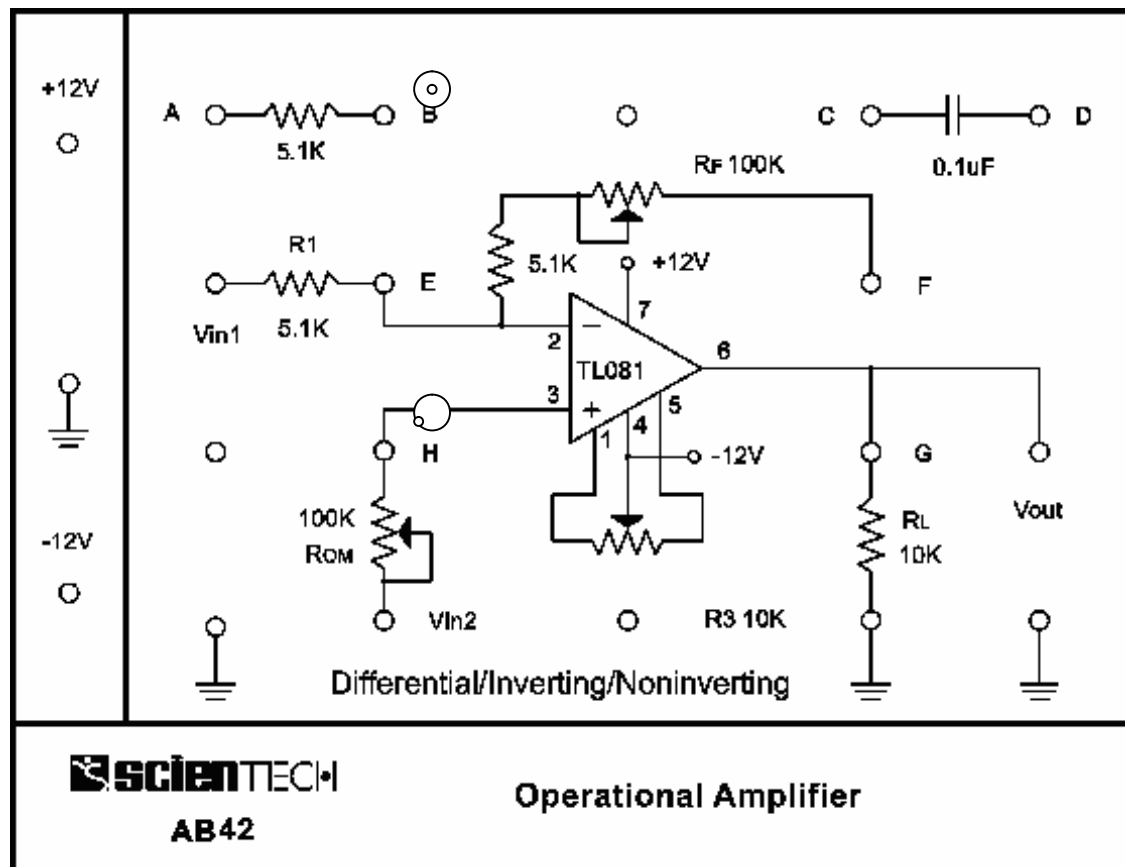 +12V
A
B
C
D
5.1K
0.1uF
RF 100K
R1
5.1K
+12V
E
F
Vin1
5.1K
7
2
−
6
TL081
3
+
5
1
4
H
-12V
G
100K
ROM
RL
10K
Vout
-12V
VIn2
R3 10K
Differential/Inverting/Noninverting
scienTECH
Operational Amplifier
AB42